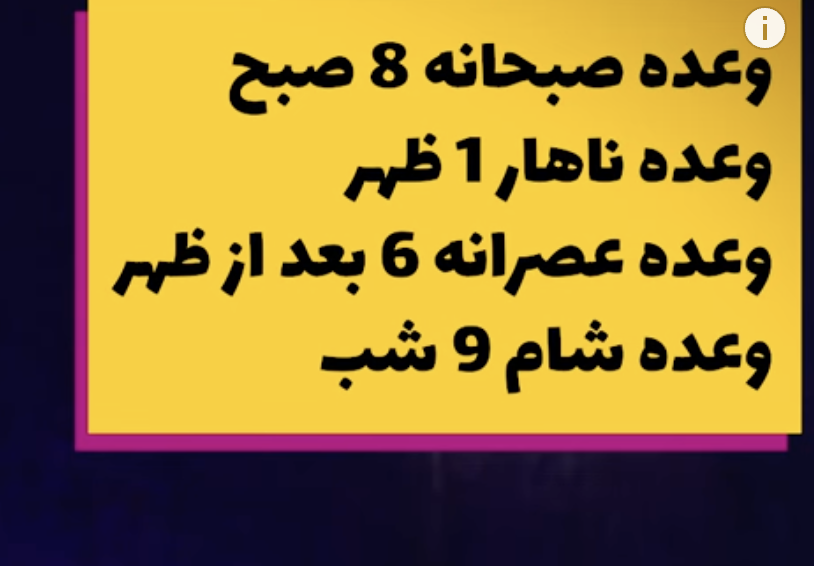 وعده صبحانه 8 صبح
وعده ناهار 1 ظهر
وعده عصرانه 6 بعد از ظهر
وعده شام 9 شب